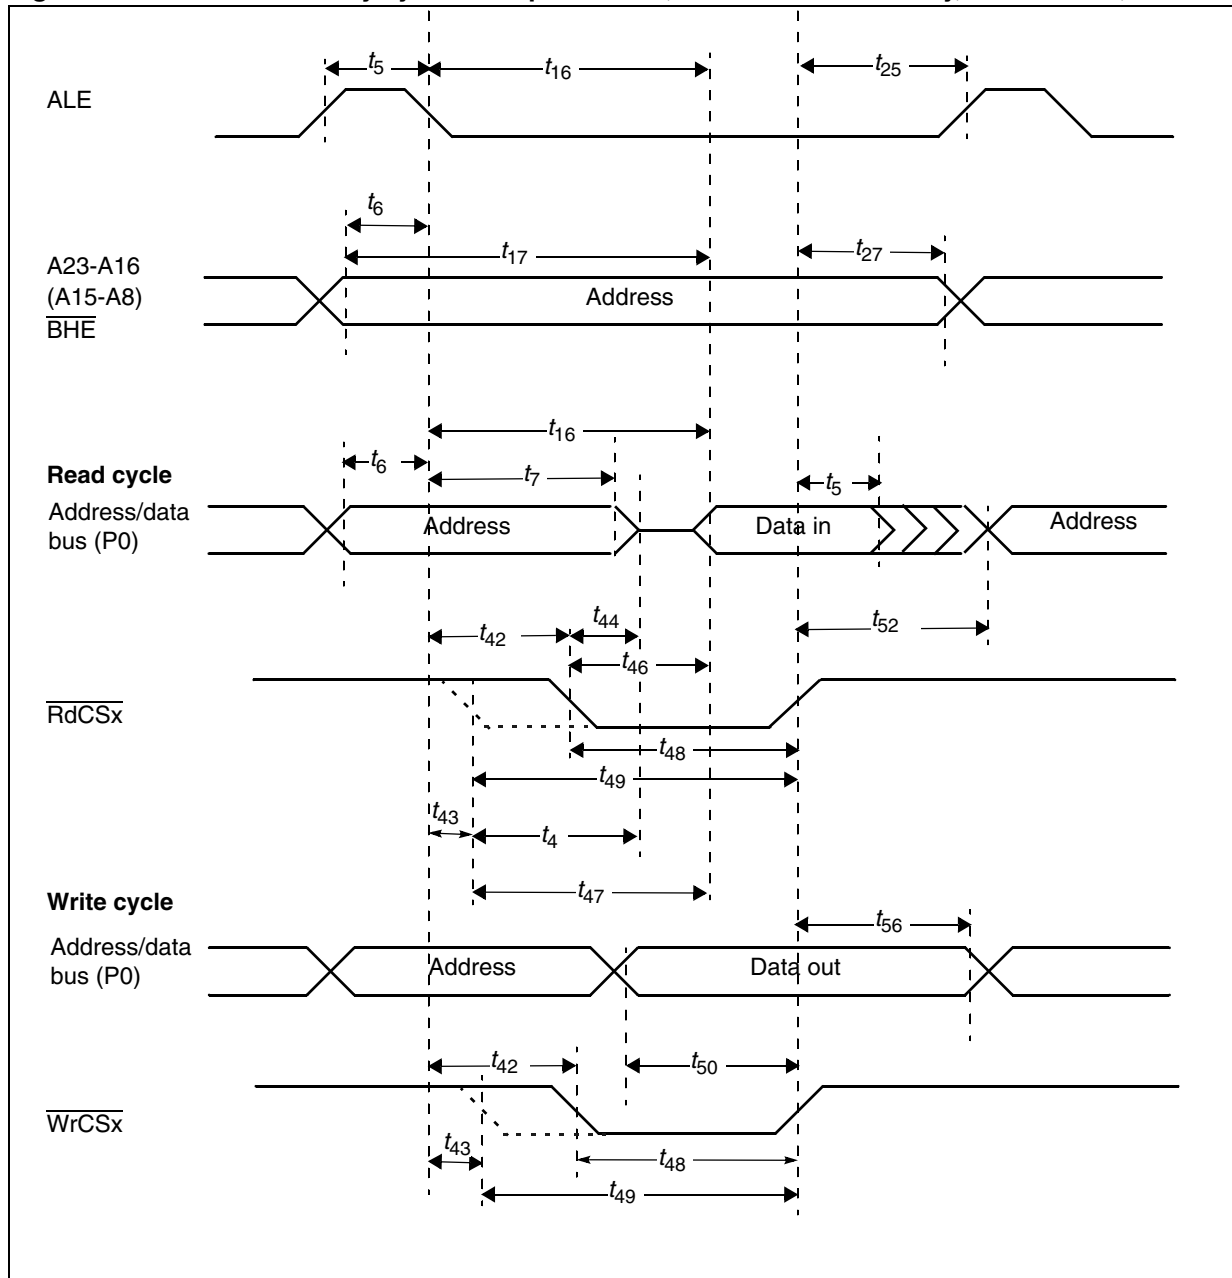 t5
t16
t25
ALE
t6
t17
t27
A23-A16
(A15-A8)
BHE
Address
t16
t6
t7
t5
Read cycle
Address/data
bus (P0)
Address
Data in
Address
t42
t44
t52
t46
RdCSx
t48
t49
t43
t4
t47
Write cycle
t56
Address/data
bus (P0)
Address
Data out
t42
t50
WrCSx
t43
t48
t49